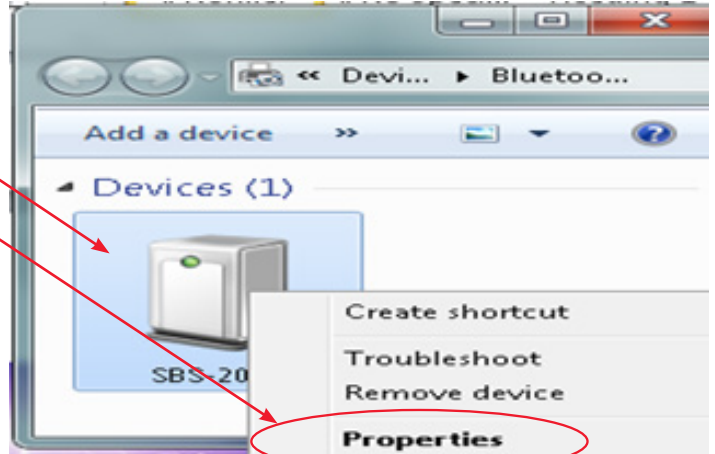 « Devi... ▸ Bluetoo...
Add a device »
Devices (1)
SBS-20
Create shortcut
Troubleshoot
Remove device
Properties